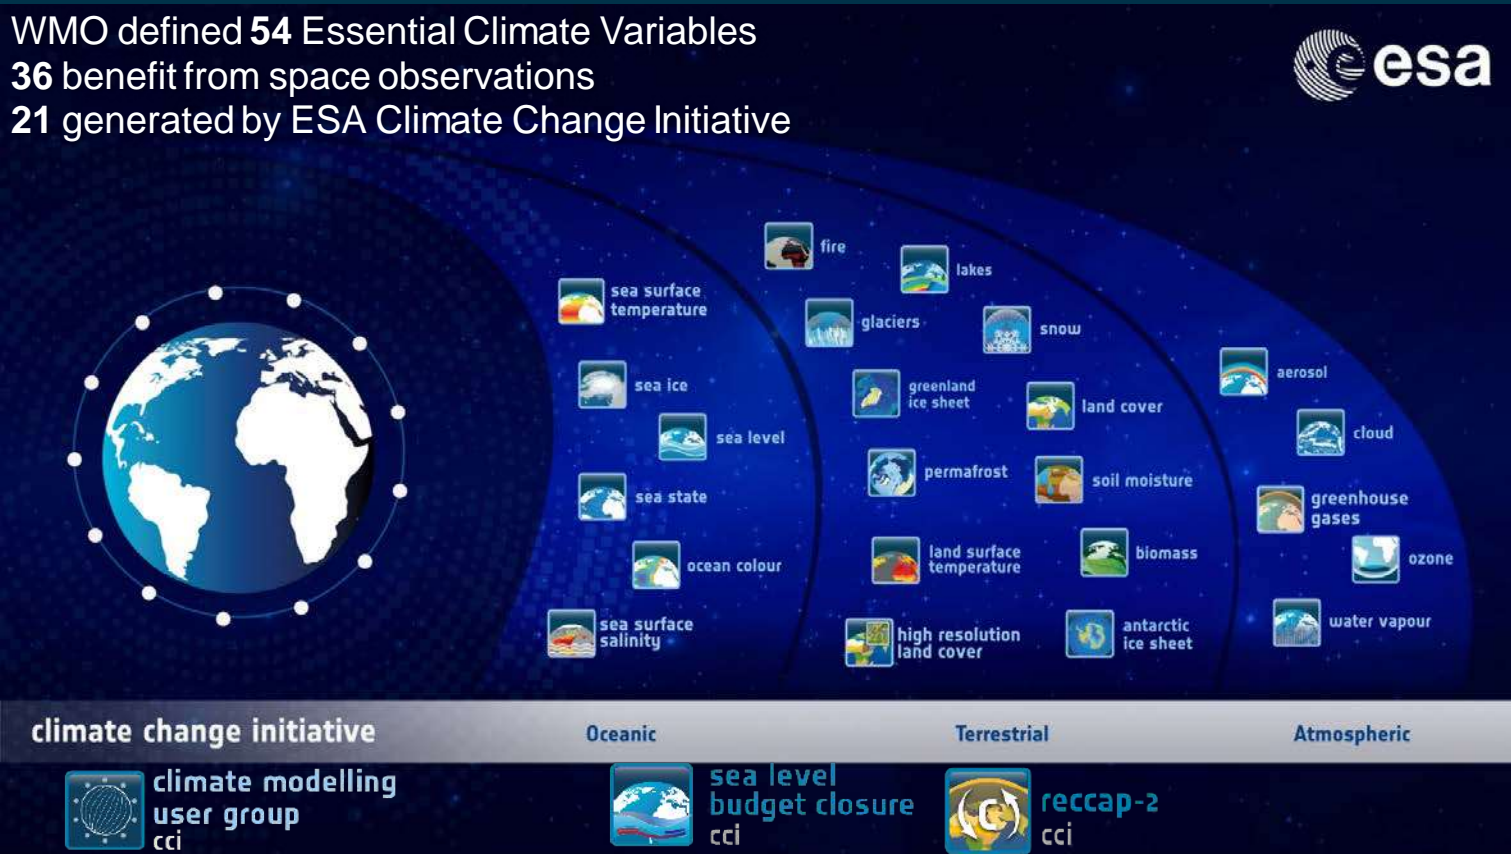 WMO defined 54 Essential Climate Variables
36 benefit from space observations
21 generated by ESA Climate Change Initiative
esa
sea surface
temperature
sea ice
sea level
sea state
ocean colour
sea surface
salinity
fire
lakes
glaciers
snow
greenland
ice sheet
land cover
permafrost
soil moisture
land surface
temperature
biomass
high resolution
land cover
antarctic
ice sheet
aerosol
cloud
greenhouse
gases
ozone
water vapour
climate change initiative
Oceanic
Terrestrial
Atmospheric
climate modelling
user group
cci
sea level
budget closure
cci
C
reccap-2
cci